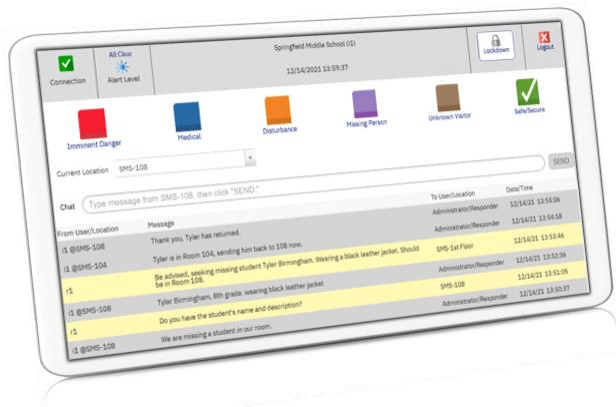 Connection
All Clear
Alert Level
Springfield Middle School (i1)
12/14/2021 13:59:37
Lockdown
Logout
Imminent Danger
Medical
Disturbance
Missing Person
Unknown Visitor
Safe/Secure
Current Location SMS-108
Chat Type message from SMS-108, then click "SEND." SEND
From User/Location Message To User/Location Date/Time
i1 @SMS-108 Thank you, Tyler has returned. Administrator/Responder 12/14/21 13:55:06
i1 @SMS-104 Tyler is in Room 104, sending him back to 108 now. Administrator/Responder 12/14/21 13:54:18
r1 Be advised, seeking missing student Tyler Birmingham. Wearing a black leather jacket. Should
be in Room 108. SMS-1st Floor 12/14/21 13:53:46
i1 @SMS-108 Tyler Birmingham, 8th grade. wearing black leather jacket Administrator/Responder 12/14/21 13:52:36
r1 Do you have the student's name and description? SMS-108 12/14/21 13:51:05
i1 @SMS-108 We are missing a student in our room. Administrator/Responder 12/14/21 13:50:37